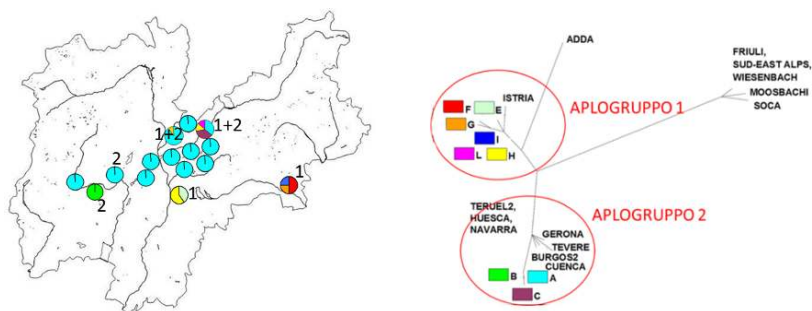 1+2
1+2
2
2
1
1
ADDA
FRIULI,
SUD-EAST ALPS,
WIESENBACH
MOOSBACHI
SOCA
APLOGRUPPO 1
ISTRIA
F
E
G
I
L
H
APLOGRUPPO 2
TERUEL2,
HUESCA,
NAVARRA
GERONA
TEVERE
BURGOS2
CUENCA
B
A
C